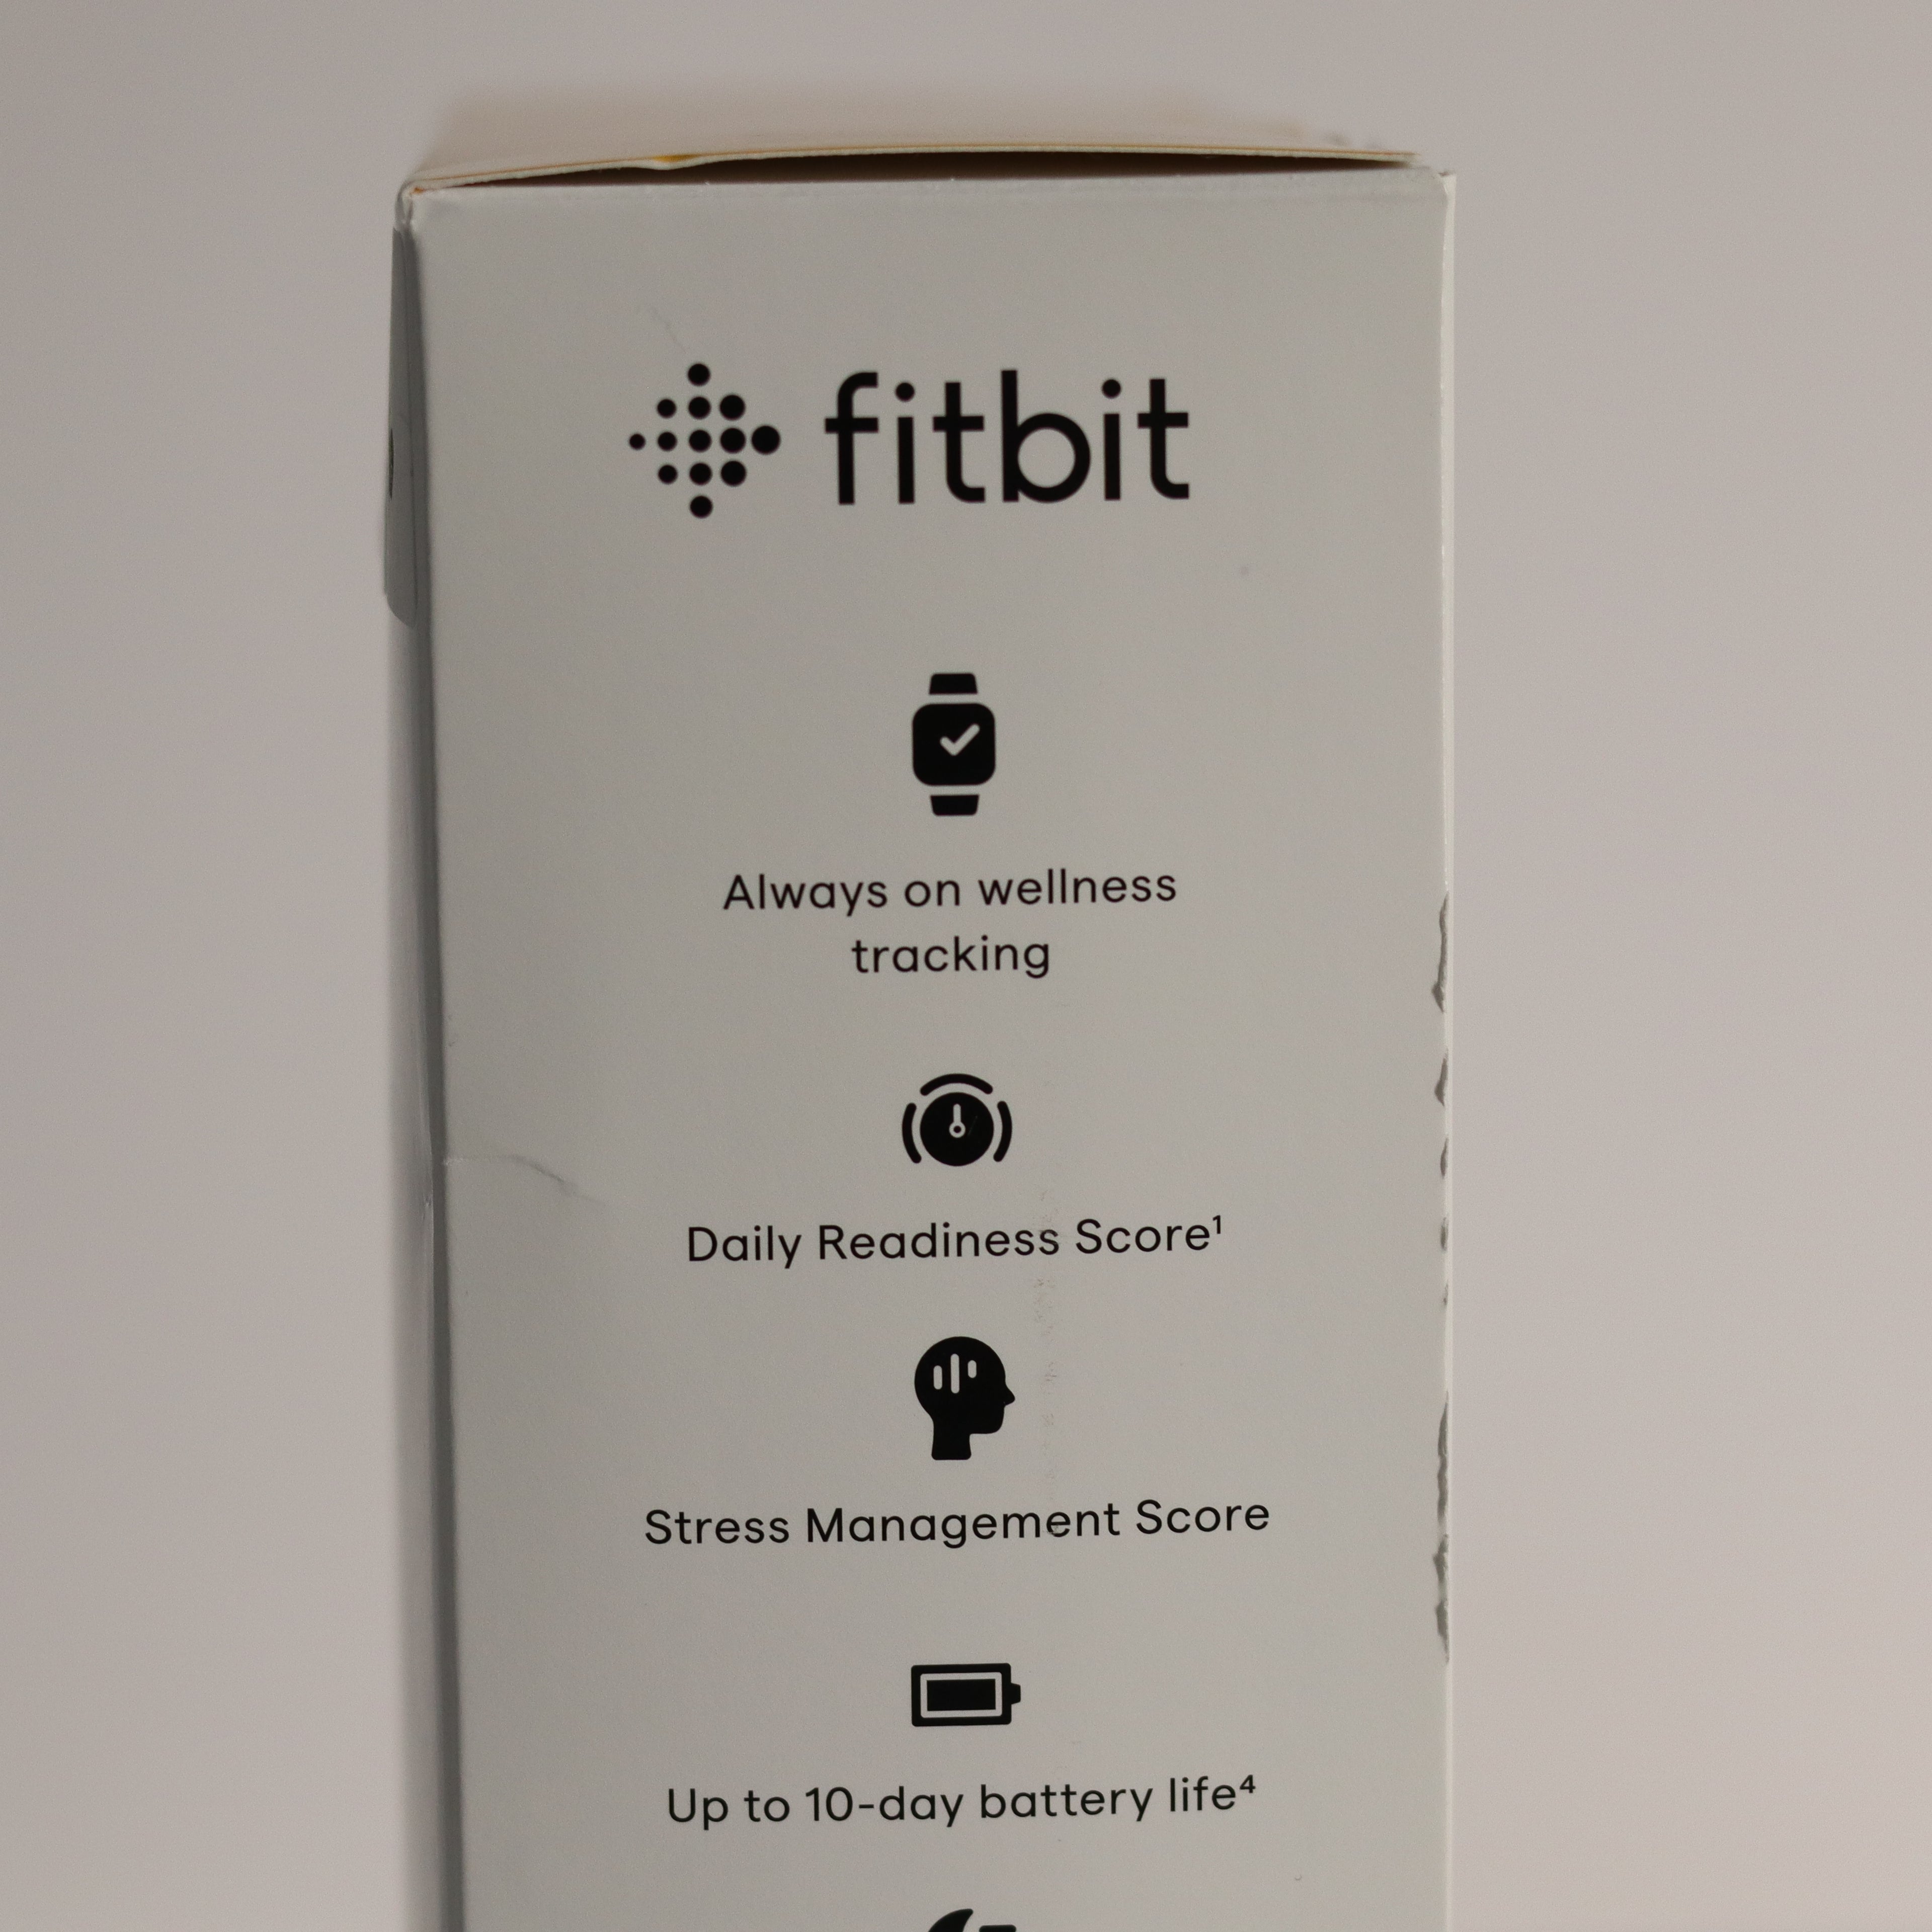 fitbit
Always on wellness
tracking
Daily Readiness Score¹
Stress Management Score
Up to 10-day battery life⁴